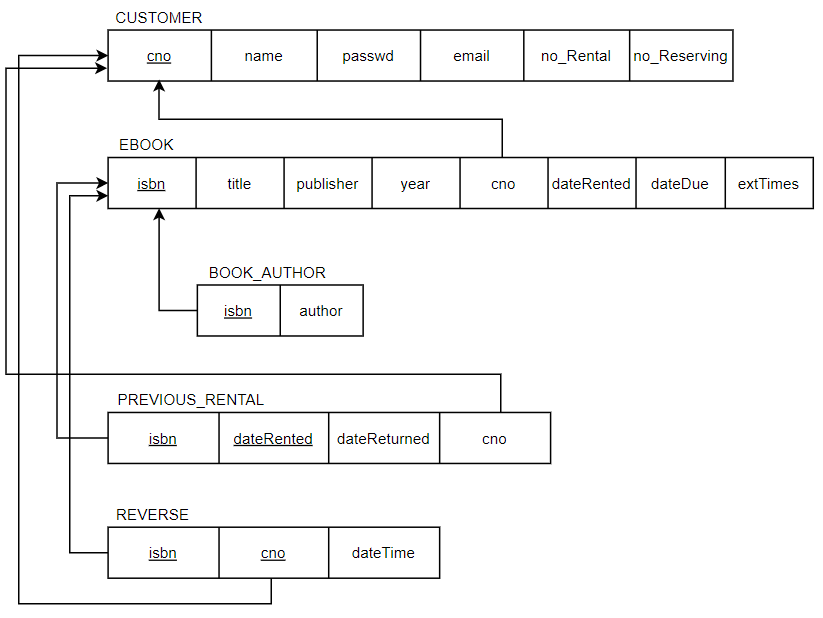 CUSTOMER
cno name passwd email no_Rental no_Reserving
EBOOK
isbn title publisher year cno dateRented dateDue extTimes
BOOK_AUTHOR
isbn author
PREVIOUS_RENTAL
isbn dateRented dateReturned cno
REVERSE
isbn cno dateTime